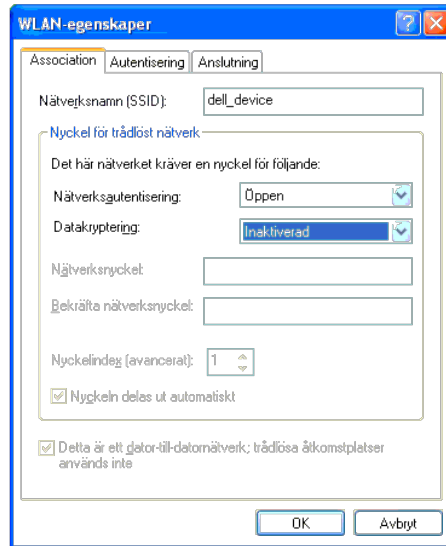 WLAN-egenskaper
Association Autentisering Anslutning
Nätverksnamn (SSID): dell_device
Nyckel för trådlöst nätverk
Det här nätverket kräver en nyckel för följande:
Nätverksautentisering: Öppen
Datakryptering: Inaktiverad
Nätverksnyckel:
Bekräfta nätverksnyckel:
Nyckelindex (avancerat): 1
Nyckeln delas ut automatiskt
Detta är ett dator-till-datornätverk; trådlösa åtkomstplatser
används inte
OK Avbryt